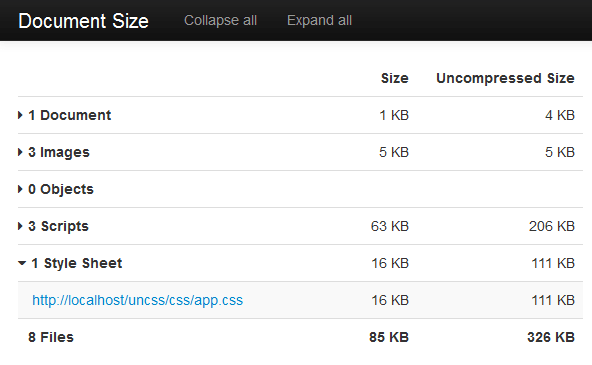 Document Size Collapse all Expand all
Size Uncompressed Size
1 Document 1 KB 4 KB
3 Images 5 KB 5 KB
0 Objects
3 Scripts 63 KB 206 KB
1 Style Sheet 16 KB 111 KB
http://localhost/uncss/css/app.css 16 KB 111 KB
8 Files 85 KB 326 KB